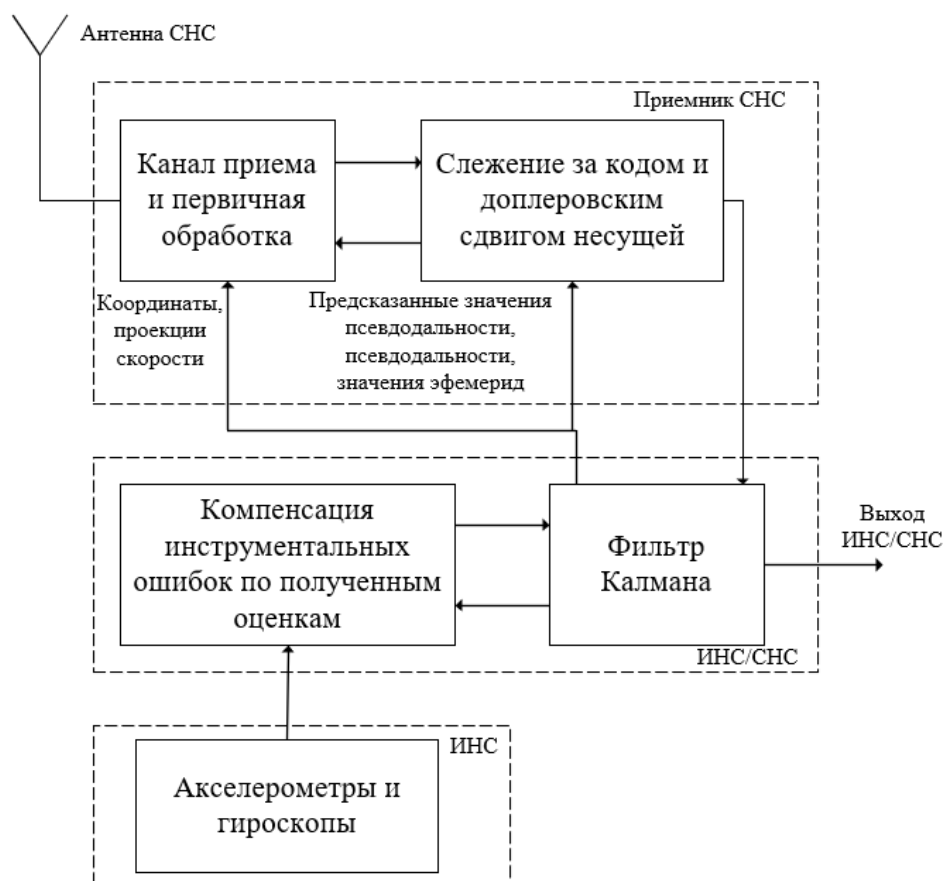 Антенна СНС
Приемник СНС
Канал приема
и первичная
обработка
Слежение за кодом и
доплеровским
сдвигом несущей
Координаты,
проекции
скорости
Предсказанные значения
псевдодальности,
псевдодальности,
значения эфемерид
Компенсация
инструментальных
ошибок по полученным
оценкам
Фильтр
Калмана
Выход
ИНС/СНС
ИНС/СНС
ИНС
Акселерометры и
гироскопы